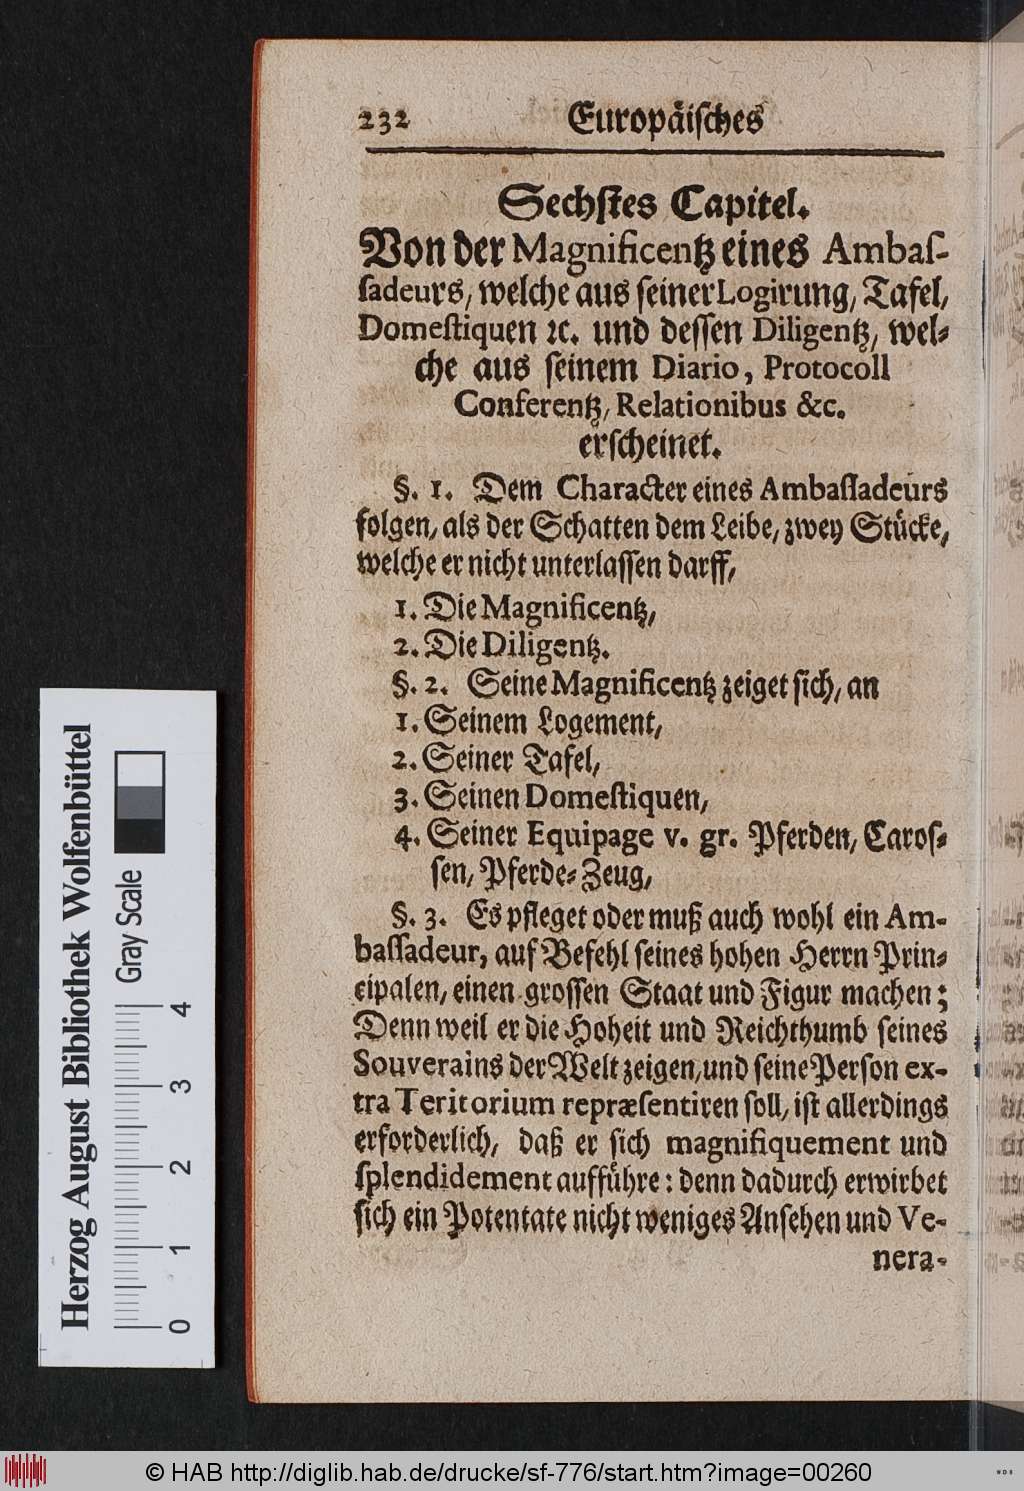 232 Europäisches
Sechstes Capitel.
Von der Magnificentz eines Ambas-
sadeurs, welche aus seiner Logirung, Tafel,
Domestiquen ꝛc. und dessen Diligentz, wel-
che aus seinem Diario, Protocoll
Conferentz, Relationibus &c.
erscheinet.
§. 1. Dem Character eines Ambassadeurs
folgen, als der Schatten dem Leibe, zwey Stücke,
welche er nicht unterlassen darff,
1. Die Magnificentz,
2. Die Diligentz.
§. 2. Seine Magnificentz zeiget sich, an
1. Seinem Logement,
2. Seiner Tafel,
3. Seinen Domestiquen,
4. Seiner Equipage v. gr. Pferden, Caros-
sen, Pferde-Zeug,
§. 3. Es pfleget oder muß auch wohl ein Am-
bassadeur, auf Befehl seines hohen Herrn Prin-
cipalen, einen grossen Staat und Figur machen;
Denn weil er die Hoheit und Reichthumb seines
Souverains der Welt zeigen, und seine Person ex-
tra Teritorium repræsentiren soll, ist allerdings
erforderlich, daß er sich magnifiquement und
splendidement aufführe: denn dadurch erwirbet
sich ein Potentate nicht weniges Ansehen und Ve-
nera-
Herzog August Bibliothek Wolfenbüttel
Gray Scale
0 1 2 3 4
© HAB http://diglib.hab.de/drucke/sf-776/start.htm?image=00260